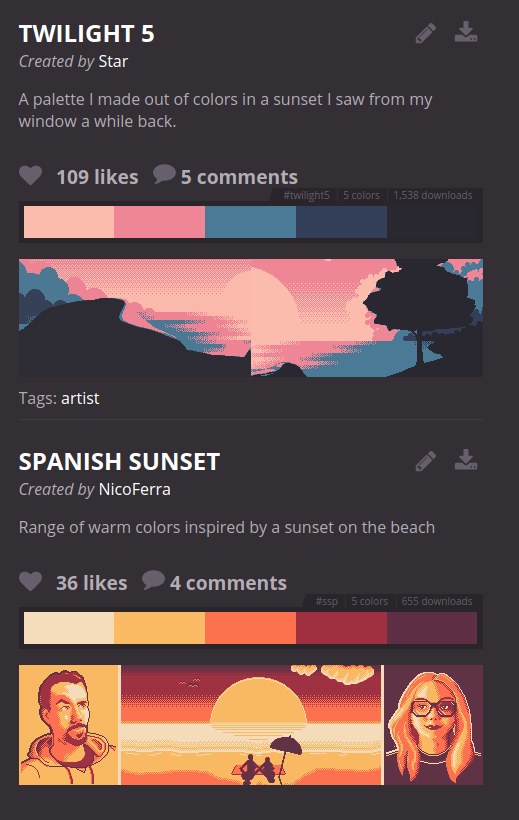 TWILIGHT 5
Created by Star
A palette I made out of colors in a sunset I saw from my
window a while back.
109 likes 5 comments
#twilight5 5 colors 1,538 downloads
Tags: artist
SPANISH SUNSET
Created by NicoFerra
Range of warm colors inspired by a sunset on the beach
36 likes 4 comments
#ssp 5 colors 655 downloads